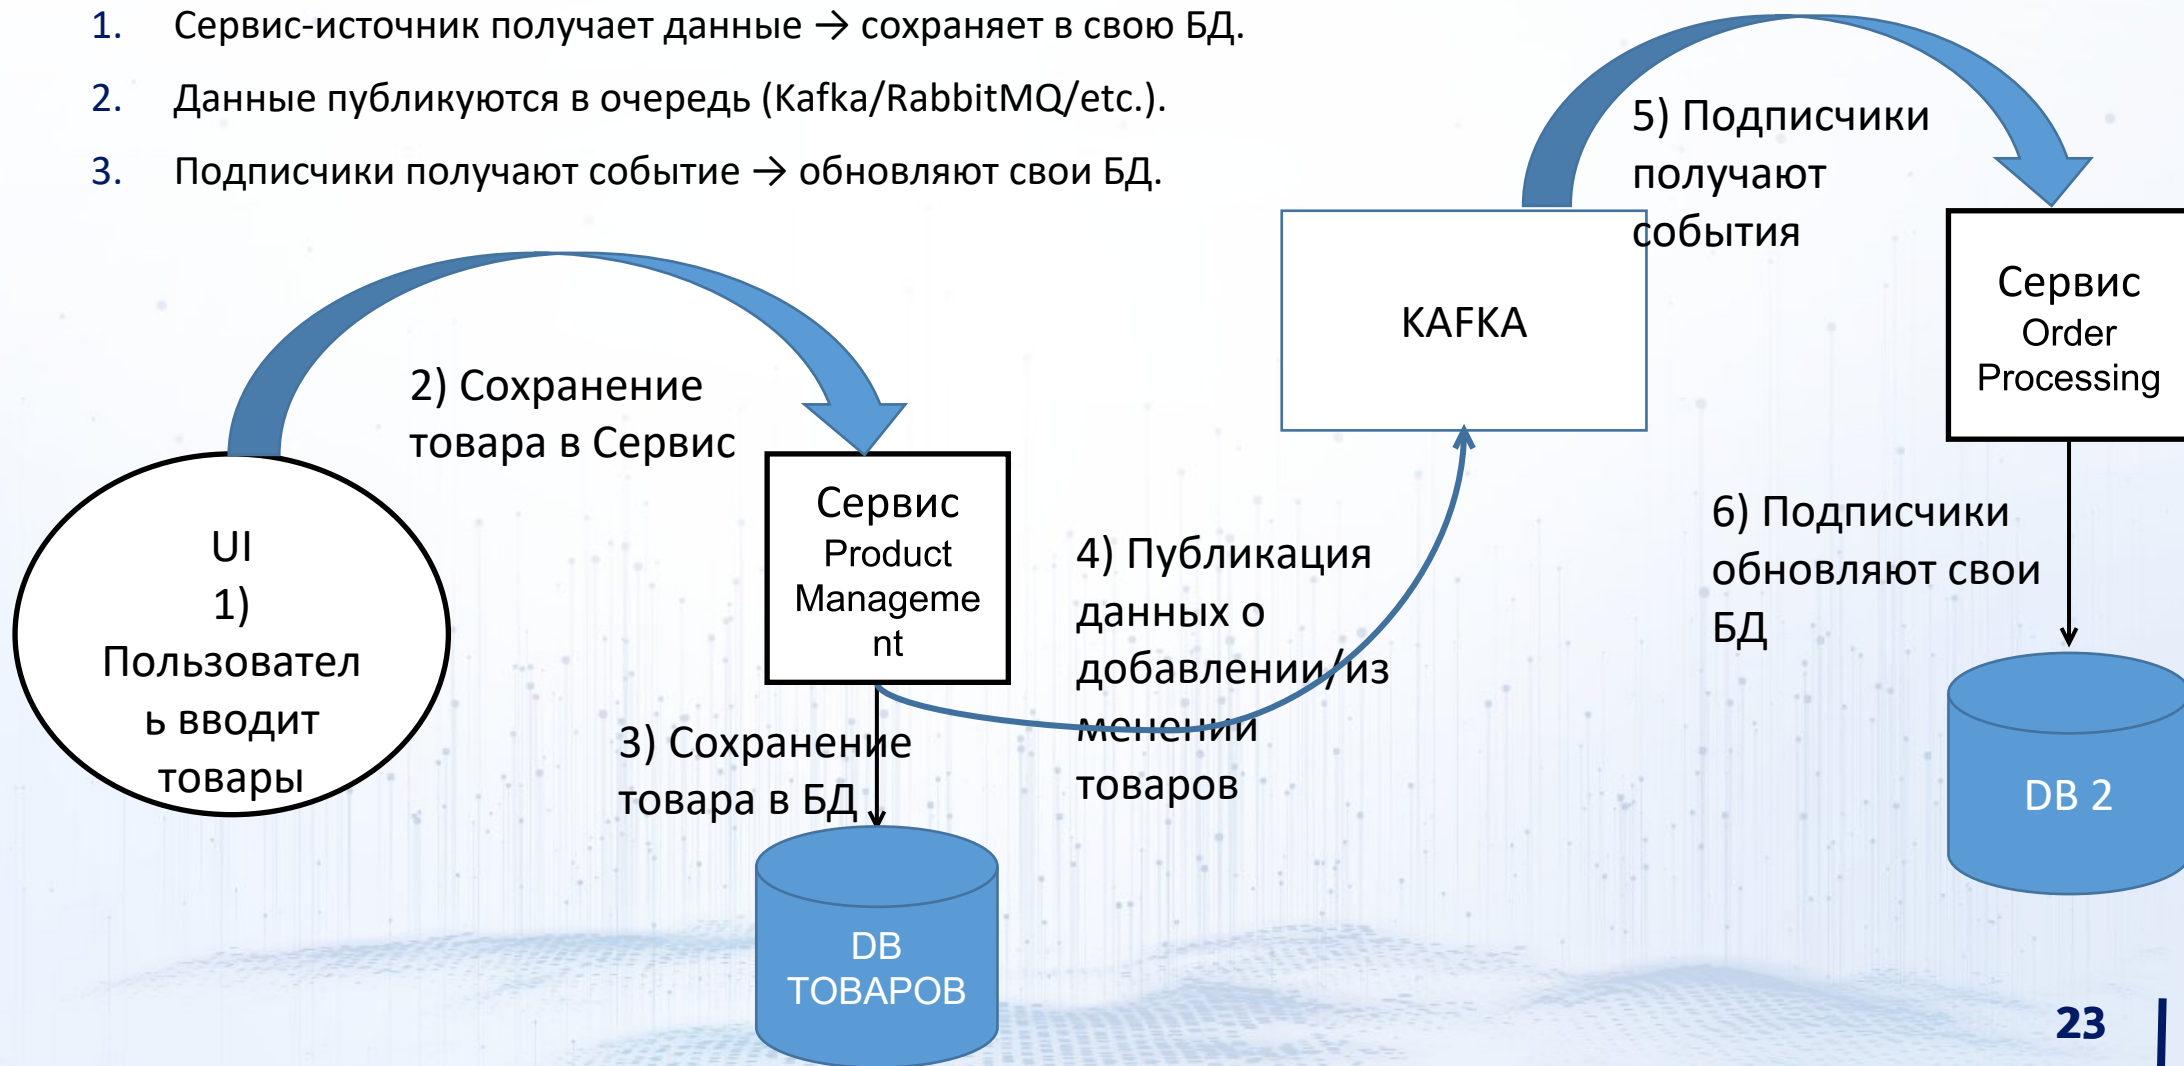 1. Сервис-источник получает данные → сохраняет в свою БД.
2. Данные публикуются в очередь (Kafka/RabbitMQ/etc.).
3. Подписчики получают событие → обновляют свои БД.
UI
1)
Пользовател
ь вводит
товары
2) Сохранение
товара в Сервис
Сервис
Product
Manageme
nt
3) Сохранение
товара в БД
DB
ТОВАРОВ
4) Публикация
данных о
добавлении/из
менении
товаров
KAFKA
5) Подписчики
получают
события
Сервис
Order
Processing
6) Подписчики
обновляют свои
БД
DB 2
23